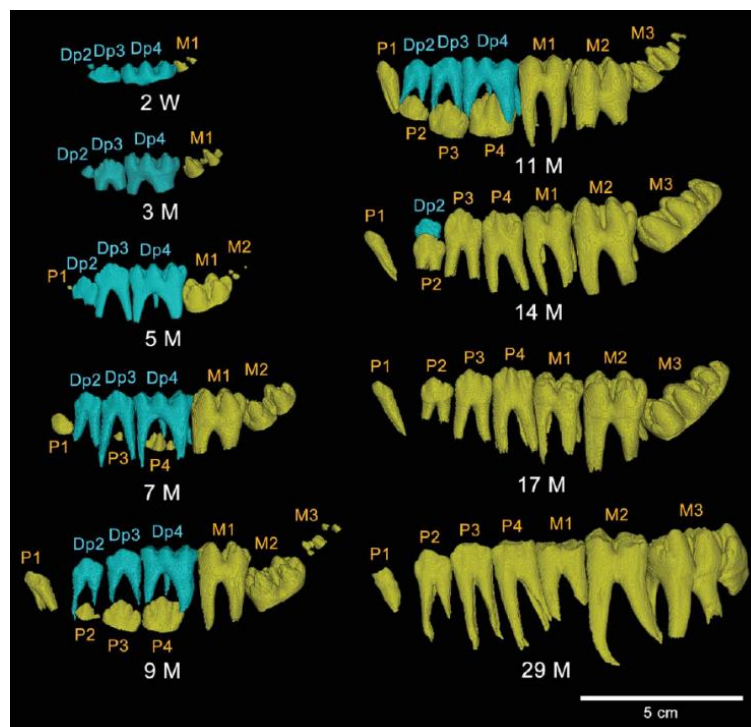 Dp2 Dp3 Dp4 M1
2 W
Dp2 Dp3 Dp4 M1
3 M
P1 Dp2 Dp3 Dp4 M1 M2
5 M
Dp2 Dp3 Dp4 M1 M2
P1 P3 P4
7 M
P1 Dp2 Dp3 Dp4 M1 M2 M3
P2 P3 P4
9 M
P1 Dp2 Dp3 Dp4 M1 M2 M3
P2 P3 P4
11 M
P1 Dp2 P3 P4 M1 M2 M3
P2
14 M
P1 P2 P3 P4 M1 M2 M3
17 M
P1 P2 P3 P4 M1 M2 M3
29 M
5 cm